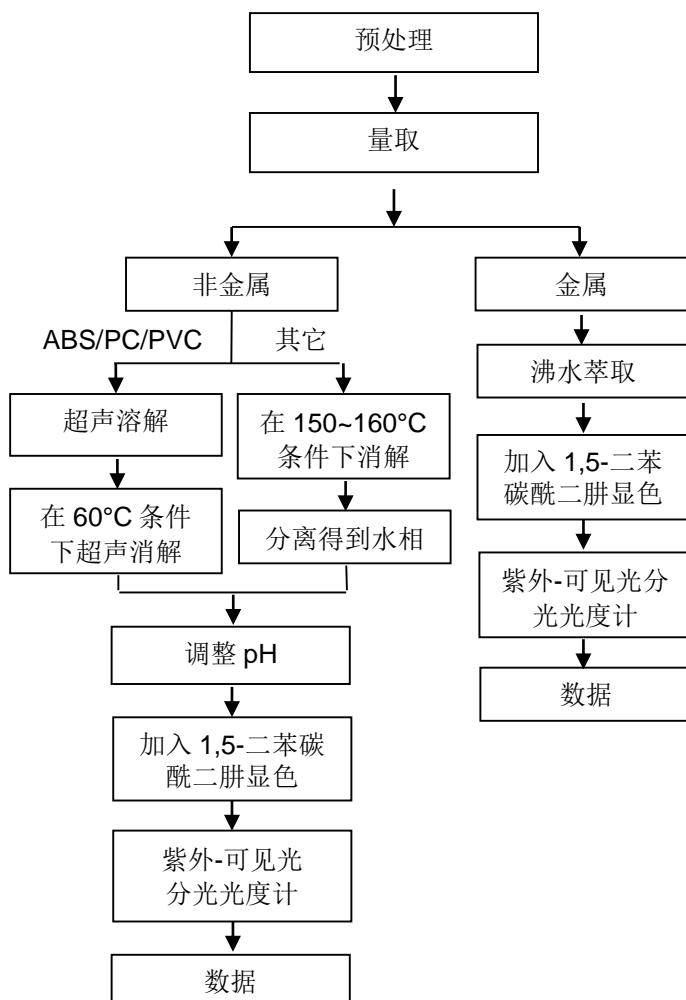 预处理
量取
非金属
金属
ABS/PC/PVC
其它
沸水萃取
超声溶解
在 150~160°C
条件下消解
加入 1,5-二苯
碳酰二肼显色
在 60°C 条件
下超声消解
分离得到水相
紫外-可见光分
光光度计
调整 pH
数据
加入 1,5-二苯碳
酰二肼显色
紫外-可见光
分光光度计
数据